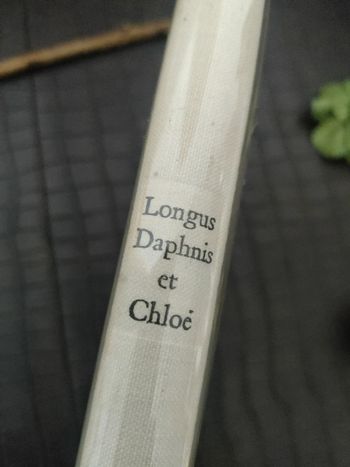 Longus
Daphnis
et
Chloé